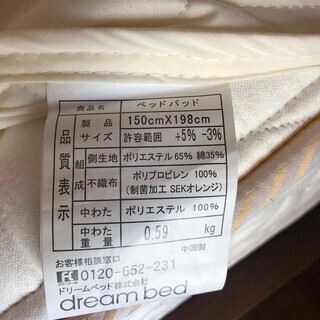 商品名 ベッドパッド
品質表示
製品サイズ 150cmX198cm
許容範囲 +5% -3%
組成 側生地 ポリエステル 65% 綿35%
不織布 ポリプロピレン 100%
(制菌加工 SEKオレンジ)
中わた ポリエステル 100%
中わた重量 0.59 kg
お客様相談窓口 中国製
0120-652-231
ドリームベッド株式会社
dream bed